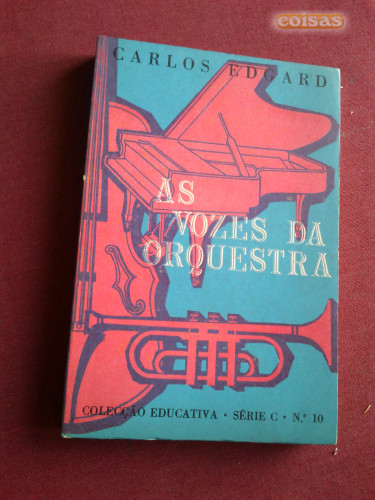 coisas
CARLOS EDGARD
AS
VOZES DA
ORQUESTRA
COLECÇÃO EDUCATIVA · SÉRIE C · N.º 10